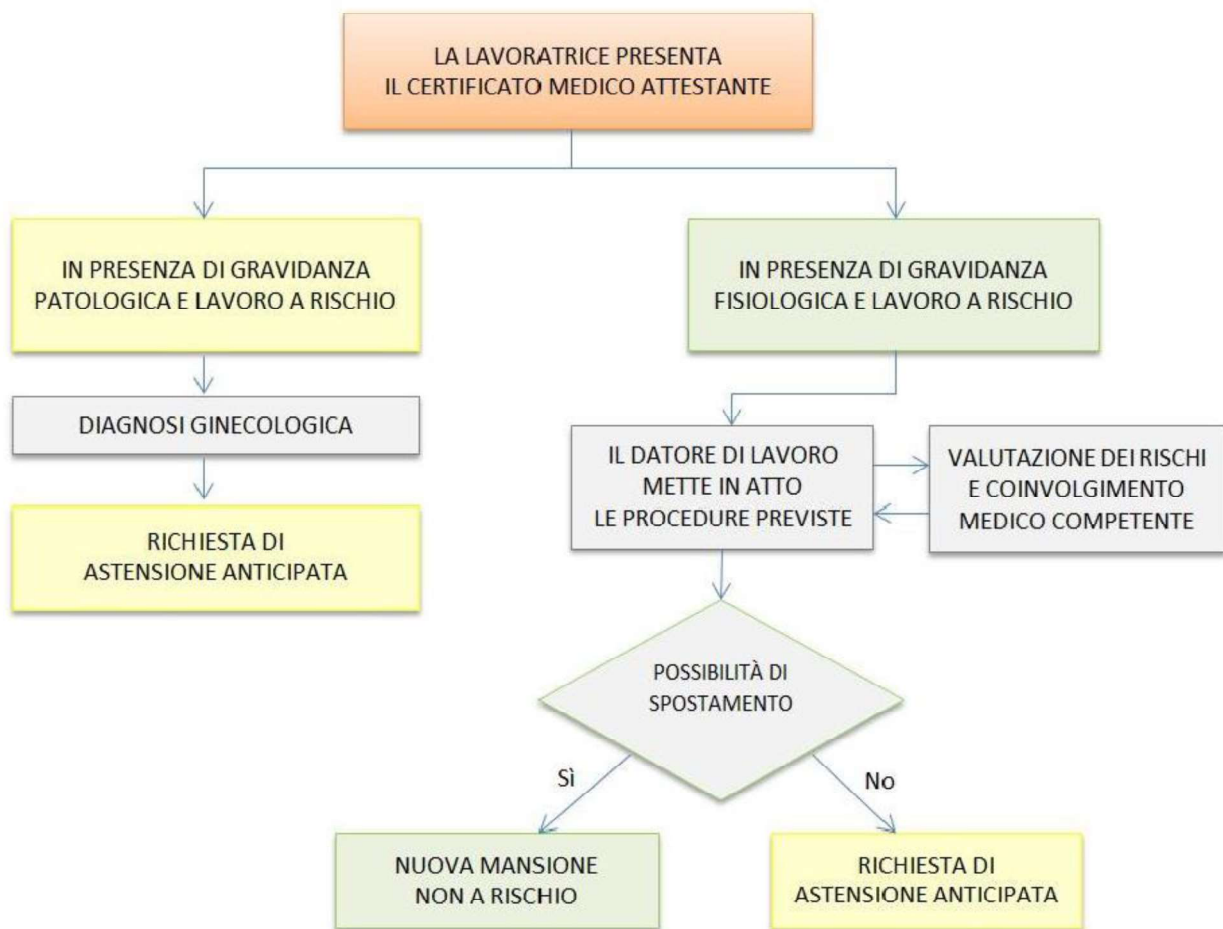 LA LAVORATRICE PRESENTA
IL CERTIFICATO MEDICO ATTESTANTE
IN PRESENZA DI GRAVIDANZA
PATOLOGICA E LAVORO A RISCHIO
IN PRESENZA DI GRAVIDANZA
FISIOLOGICA E LAVORO A RISCHIO
DIAGNOSI GINECOLOGICA
IL DATORE DI LAVORO
METTE IN ATTO
LE PROCEDURE PREVISTE
VALUTAZIONE DEI RISCHI
E COINVOLGIMENTO
MEDICO COMPETENTE
RICHIESTA DI
ASTENSIONE ANTICIPATA
POSSIBILITÀ DI
SPOSTAMENTO
Sì
No
NUOVA MANSIONE
NON A RISCHIO
RICHIESTA DI
ASTENSIONE ANTICIPATA